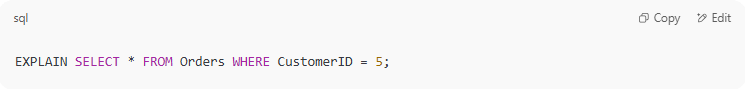 sql Copy Edit
EXPLAIN SELECT * FROM Orders WHERE CustomerID = 5;